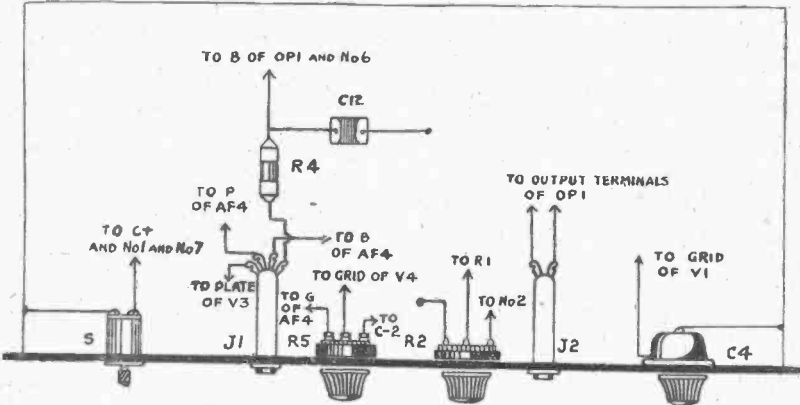 TO B OF OP1 AND No6
C12
R4
TO P
OF AF4
TO OUTPUT TERMINALS
OF OP1
TO C+
AND No1 AND No7
TO B
OF AF4
TO PLATE
OF V3
TO GRID OF V4
TO R1
TO GRID
OF V1
TO G
OF
AF4
TO
C-2
TO No2
S
J1
R5
R2
J2
C4